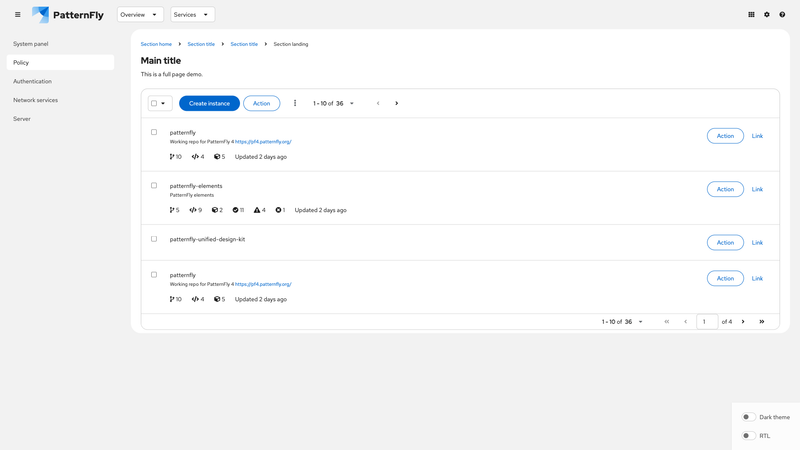 PatternFly
Overview
Services
System panel
Policy
Authentication
Network services
Server
Section home
Section title
Section title
Section landing
Main title
This is a full page demo.
Create instance
Action
1 - 10 of 36
patternfly
Working repo for PatternFly 4 https://pf4.patternfly.org/
10 4 5 Updated 2 days ago
Action
Link
patternfly-elements
PatternFly elements
5 9 2 11 4 1 Updated 2 days ago
Action
Link
patternfly-unified-design-kit
Action
Link
patternfly
Working repo for PatternFly 4 https://pf4.patternfly.org/
10 4 5 Updated 2 days ago
Action
Link
1 - 10 of 36
1 of 4
Dark theme
RTL